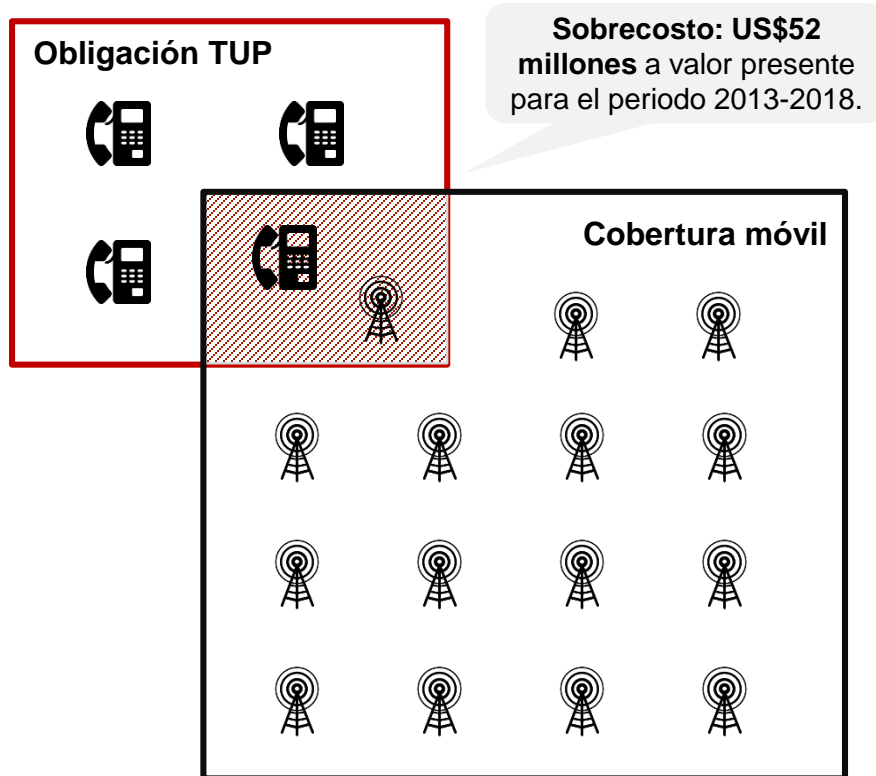 Obligación TUP
Sobrecosto: US$52
millones a valor presente
para el periodo 2013-2018.
Cobertura móvil